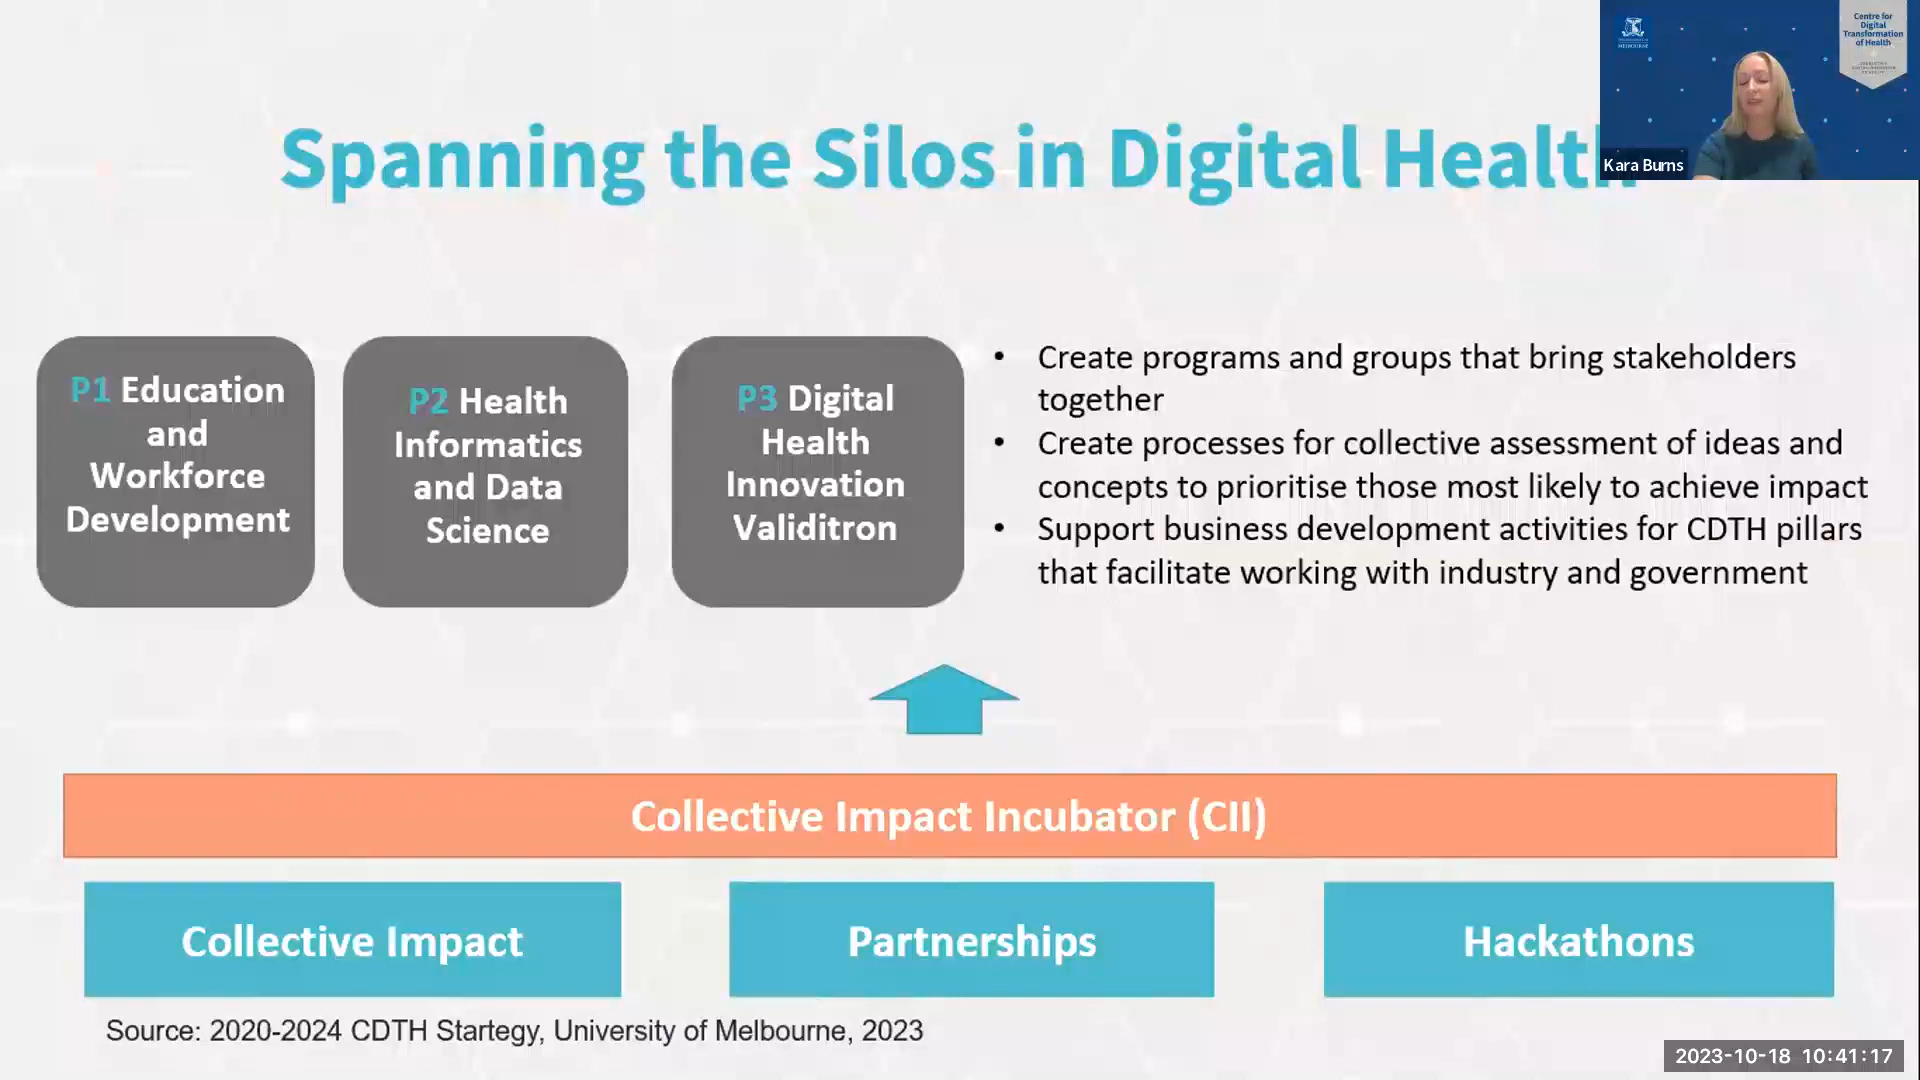 Centre for
Digital
Transformation
of Health
MELBOURNE
Kara Burns
Spanning the Silos in Digital Health
P1 Education
and
Workforce
Development
P2 Health
Informatics
and Data
Science
P3 Digital
Health
Innovation
Validitron
• Create programs and groups that bring stakeholders
together
• Create processes for collective assessment of ideas and
concepts to prioritise those most likely to achieve impact
• Support business development activities for CDTH pillars
that facilitate working with industry and government
Collective Impact Incubator (CII)
Collective Impact
Partnerships
Hackathons
Source: 2020-2024 CDTH Startegy, University of Melbourne, 2023
2023-10-18 10:41:17